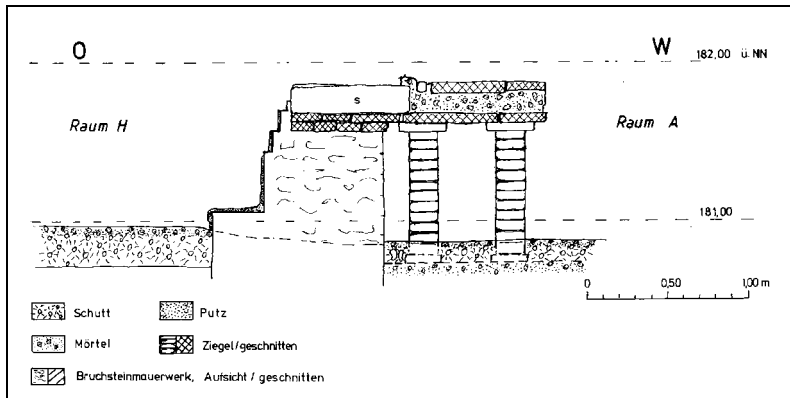 O W 182,00 ü. NN
S
Raum H Raum A
181,00
0 0,50 1,00 m
Schutt Putz
Mörtel Ziegel/geschnitten
Bruchsteinmauerwerk, Aufsicht / geschnitten